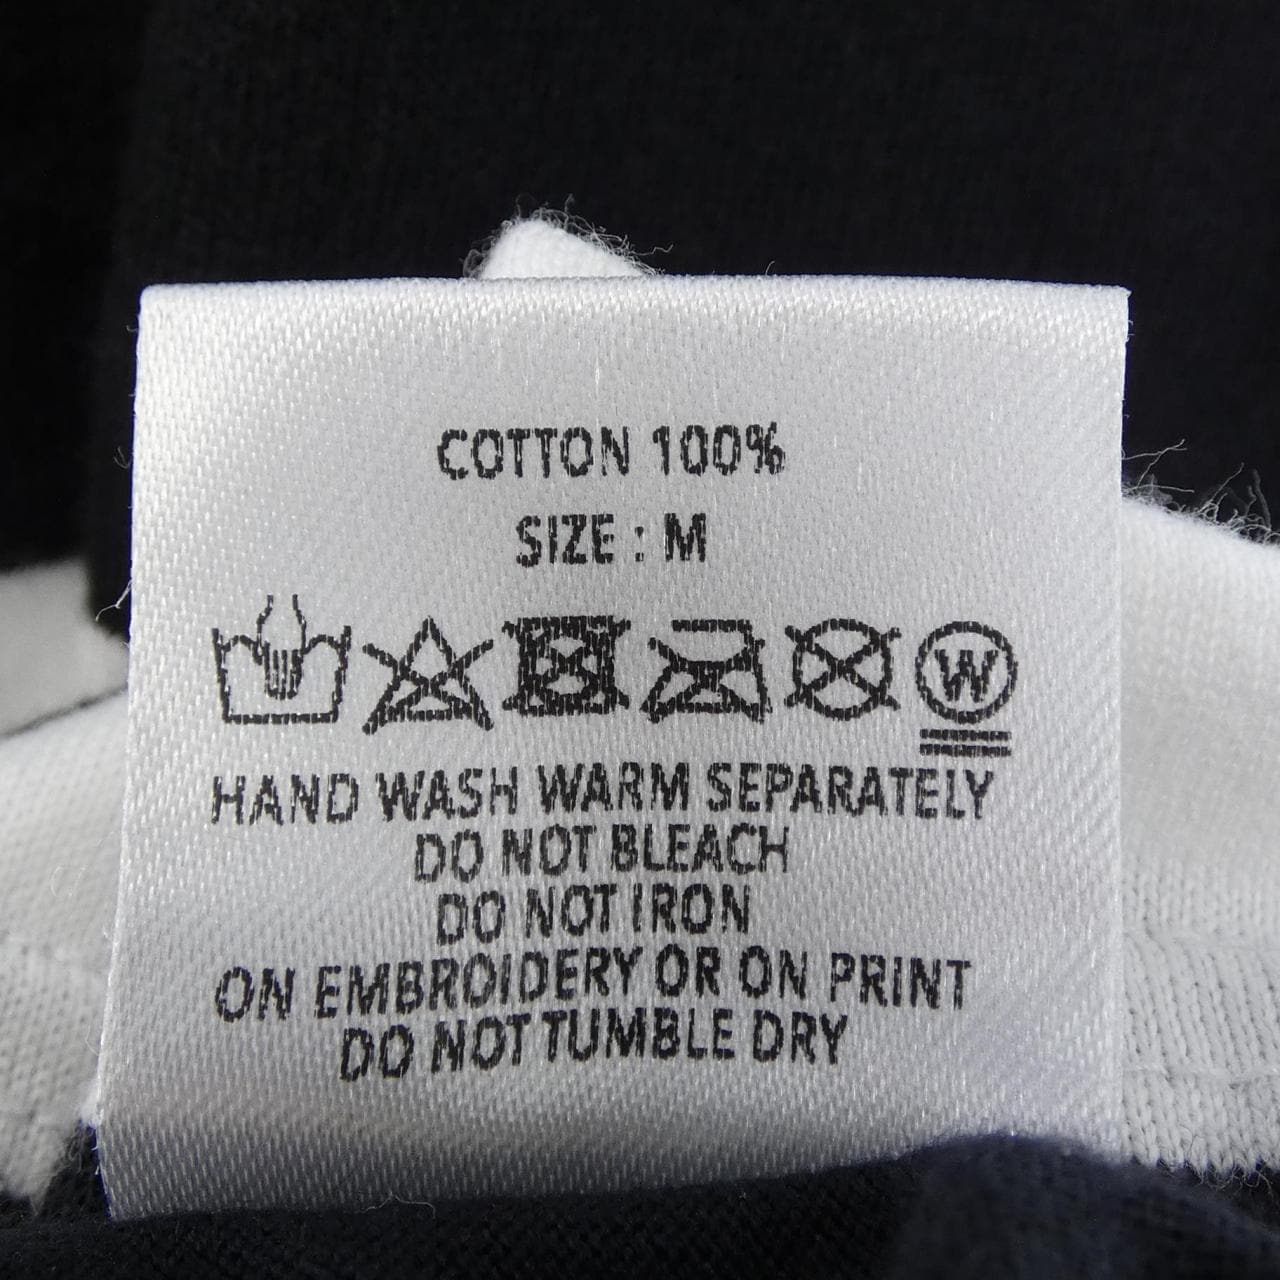 COTTON 100%
SIZE : M
W
HAND WASH WARM SEPARATELY
DO NOT BLEACH
DO NOT IRON
ON EMBROIDERY OR ON PRINT
DO NOT TUMBLE DRY